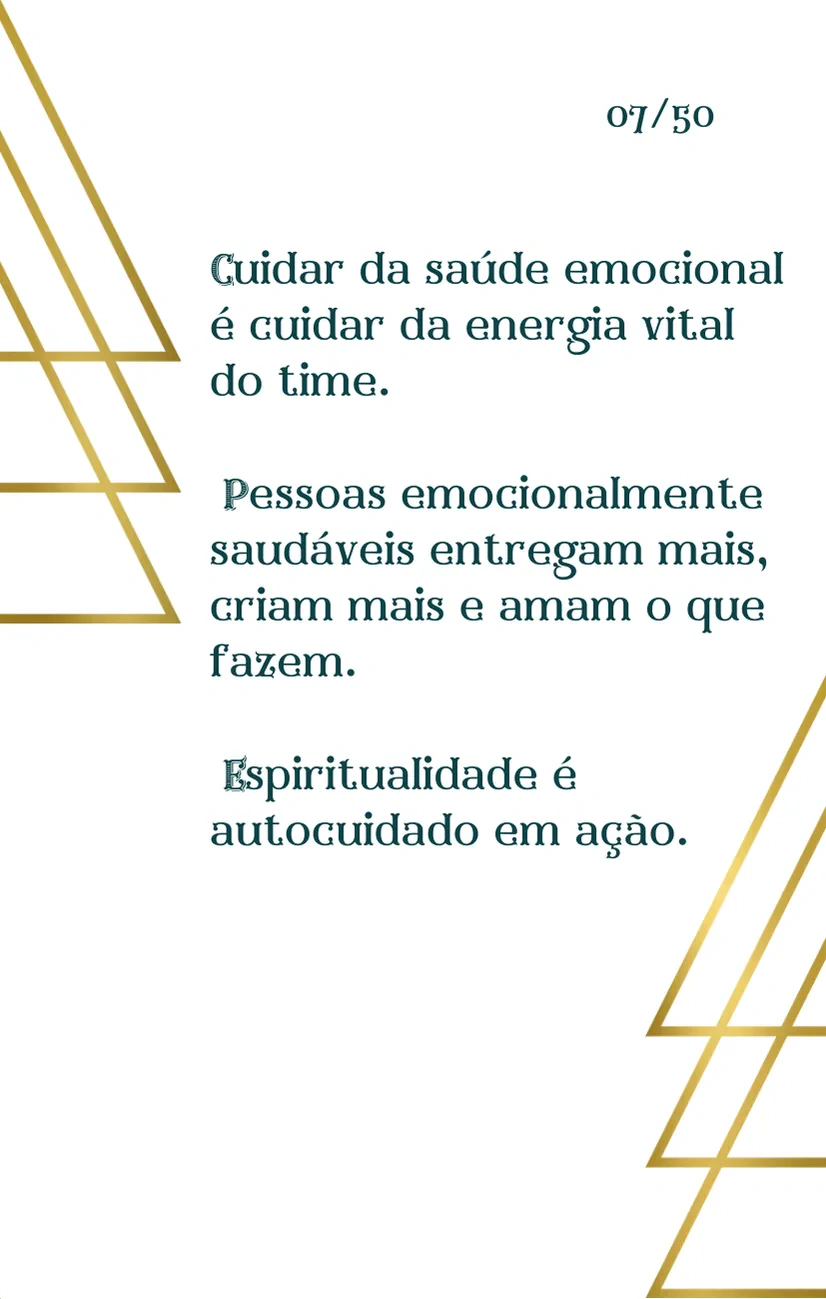 07/50
Cuidar da saúde emocional
é cuidar da energia vital
do time.
Pessoas emocionalmente
saudáveis entregam mais,
criam mais e amam o que
fazem.
Espiritualidade é
autocuidado em ação.